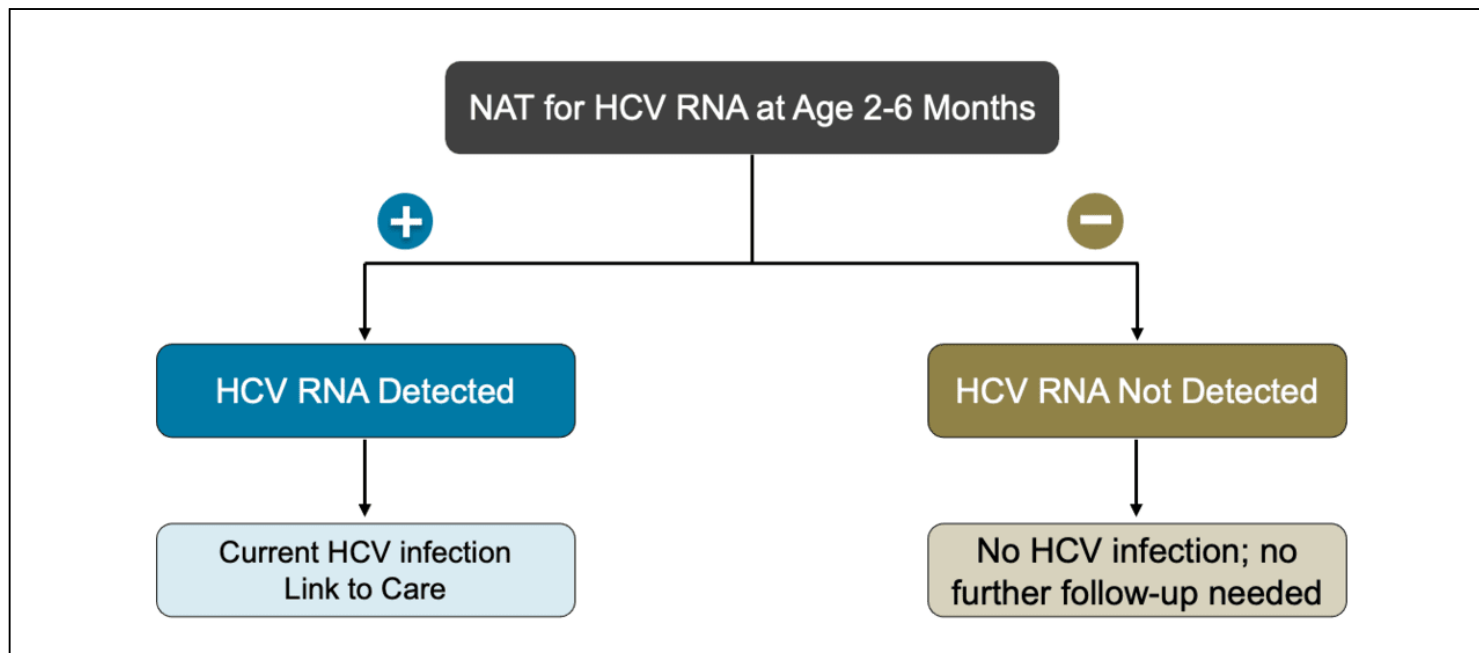 NAT for HCV RNA at Age 2-6 Months
+
−
HCV RNA Detected
HCV RNA Not Detected
Current HCV infection
Link to Care
No HCV infection; no
further follow-up needed